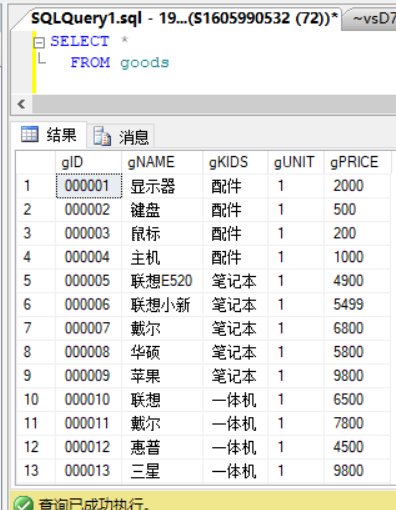 SQLQuery1.sql - 19...(S1605990532 (72))* ~vsD7
SELECT *
FROM goods
结果 消息
gID gNAME gKIDS gUNIT gPRICE
1 000001 显示器 配件 1 2000
2 000002 键盘 配件 1 500
3 000003 鼠标 配件 1 200
4 000004 主机 配件 1 1000
5 000005 联想E520 笔记本 1 4900
6 000006 联想小新 笔记本 1 5499
7 000007 戴尔 笔记本 1 6800
8 000008 华硕 笔记本 1 5800
9 000009 苹果 笔记本 1 9800
10 000010 联想 一体机 1 6500
11 000011 戴尔 一体机 1 7800
12 000012 惠普 一体机 1 4500
13 000013 三星 一体机 1 9800
查询已成功执行。